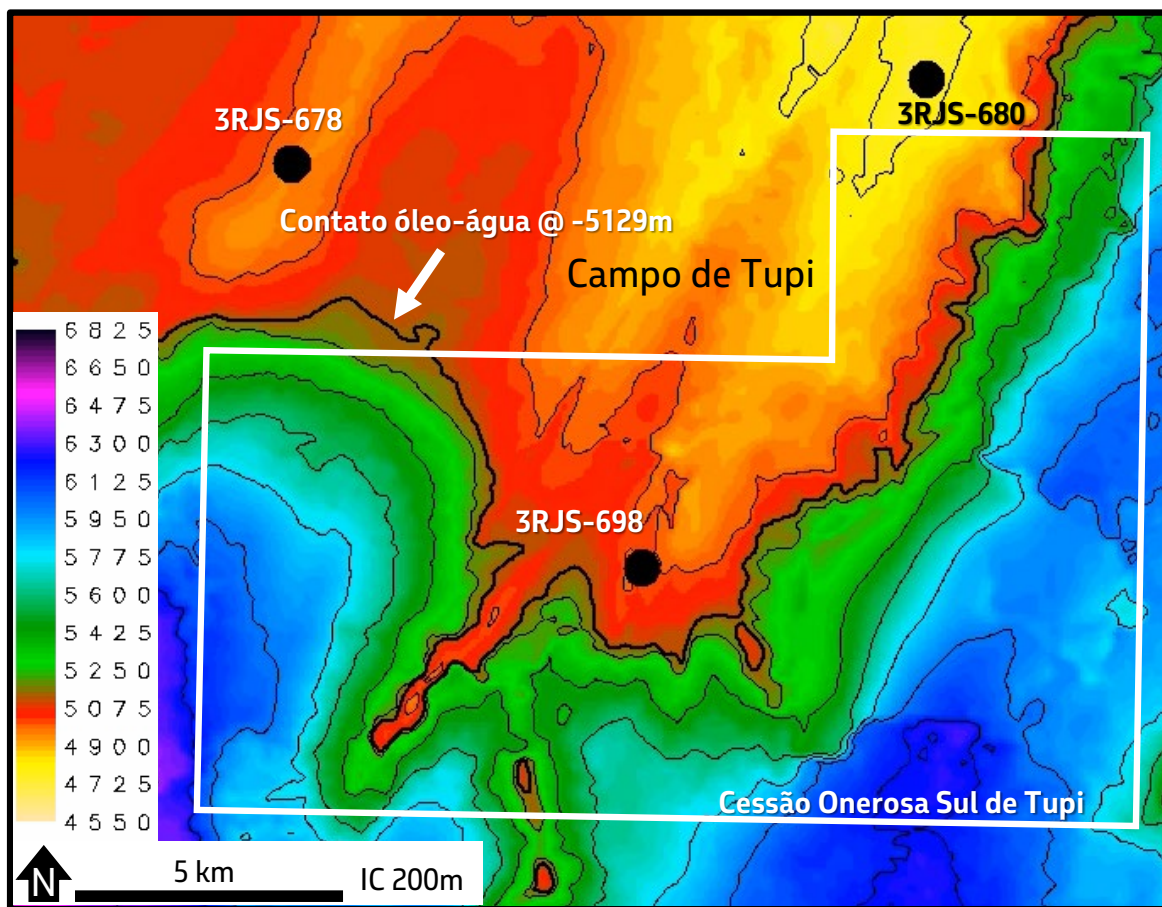 3RJS-678
3RJS-680
Contato óleo-água @ -5129m
Campo de Tupi
6825
6650
6475
6300
6125
5950
5775
5600
5425
5250
5075
4900
4725
4550
3RJS-698
Cessão Onerosa Sul de Tupi
N
5 km
IC 200m